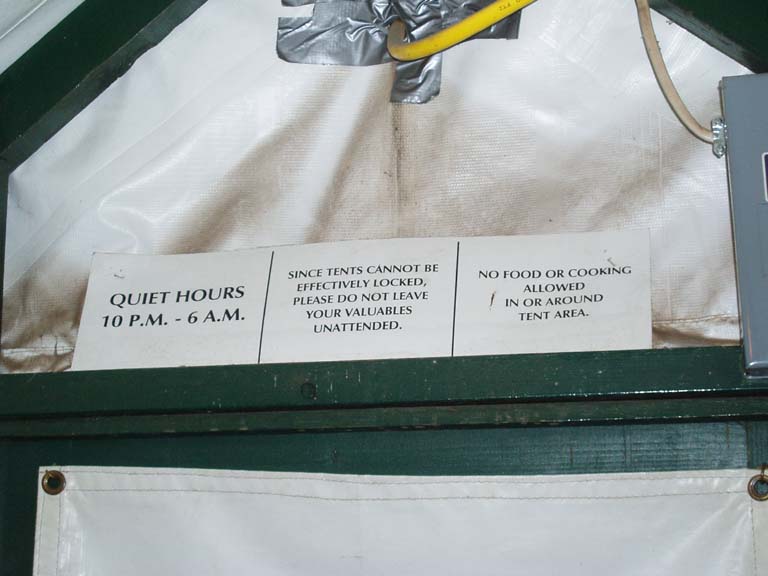 QUIET HOURS
10 P.M. - 6 A.M.
SINCE TENTS CANNOT BE
EFFECTIVELY LOCKED,
PLEASE DO NOT LEAVE
YOUR VALUABLES
UNATTENDED.
NO FOOD OR COOKING
ALLOWED
IN OR AROUND
TENT AREA.